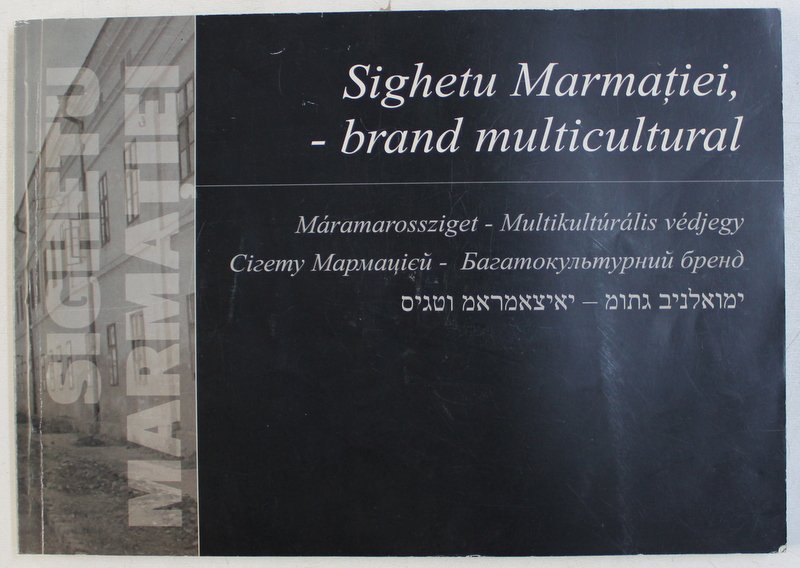 SIGHETU
MARMAȚIEI
Sighetu Marmației,
- brand multicultural
Máramarossziget - Multikultúrális védjegy
Сігету Мармацієй - Багатокультурний бренд
ימואלניב גתומ – יאיצאמראמ וטגיס